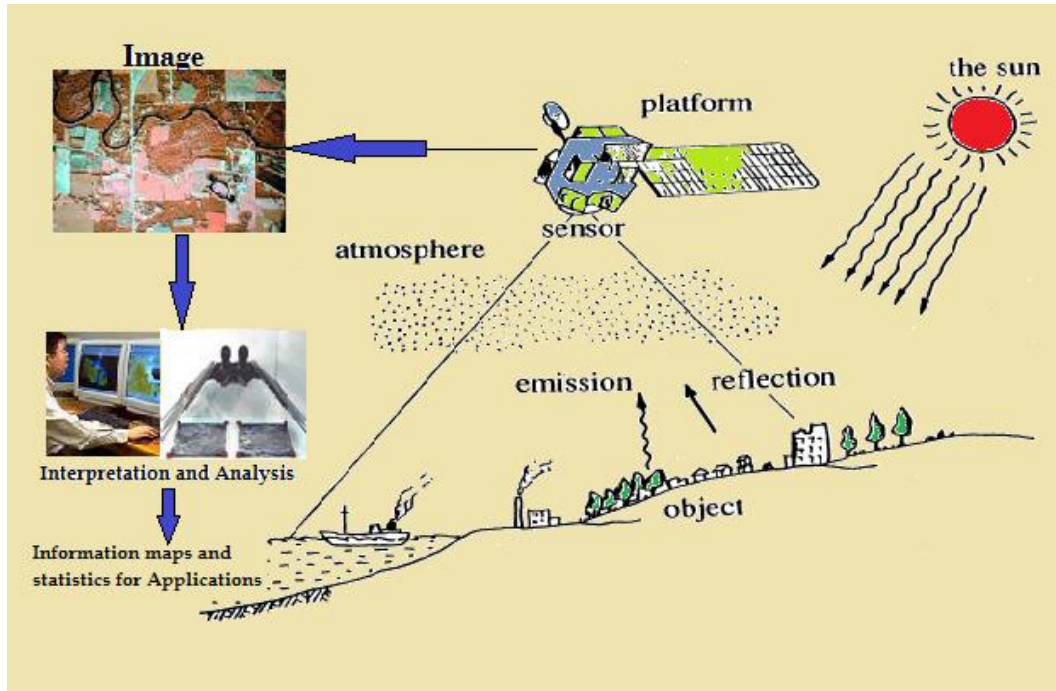 Image
the sun
platform
sensor
atmosphere
emission
reflection
object
Interpretation and Analysis
Information maps and
statistics for Applications